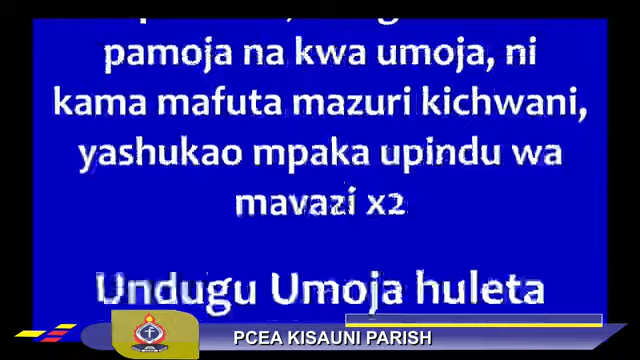 pamoja na kwa umoja, ni
kama mafuta mazuri kichwani,
yashukao mpaka upindu wa
mavazi x2
Undugu Umoja huleta
PCEA KISAUNI PARISH